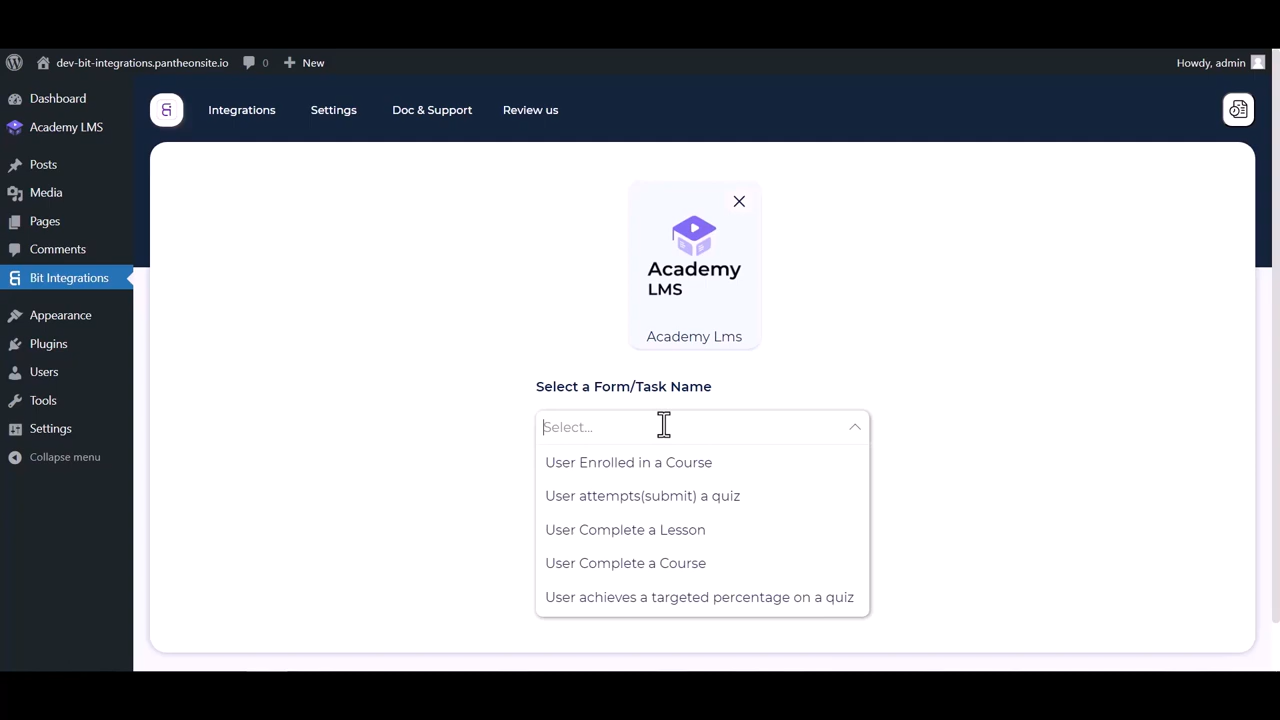 dev-bit-integrations.pantheonsite.io
0
New
Howdy, admin
Dashboard
Academy LMS
Posts
Media
Pages
Comments
Bit Integrations
Appearance
Plugins
Users
Tools
Settings
Collapse menu
Integrations
Settings
Doc & Support
Review us
Academy
LMS
Academy Lms
Select a Form/Task Name
Select...
User Enrolled in a Course
User attempts(submit) a quiz
User Complete a Lesson
User Complete a Course
User achieves a targeted percentage on a quiz